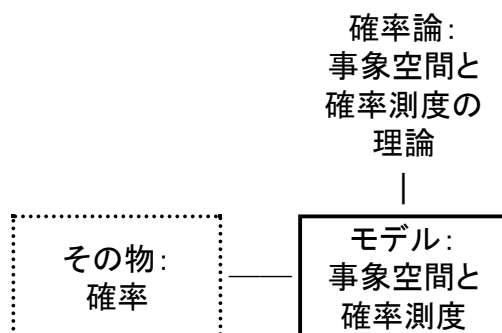 確率論:
事象空間と
確率測度の
理論
その物:
確率
モデル:
事象空間と
確率測度